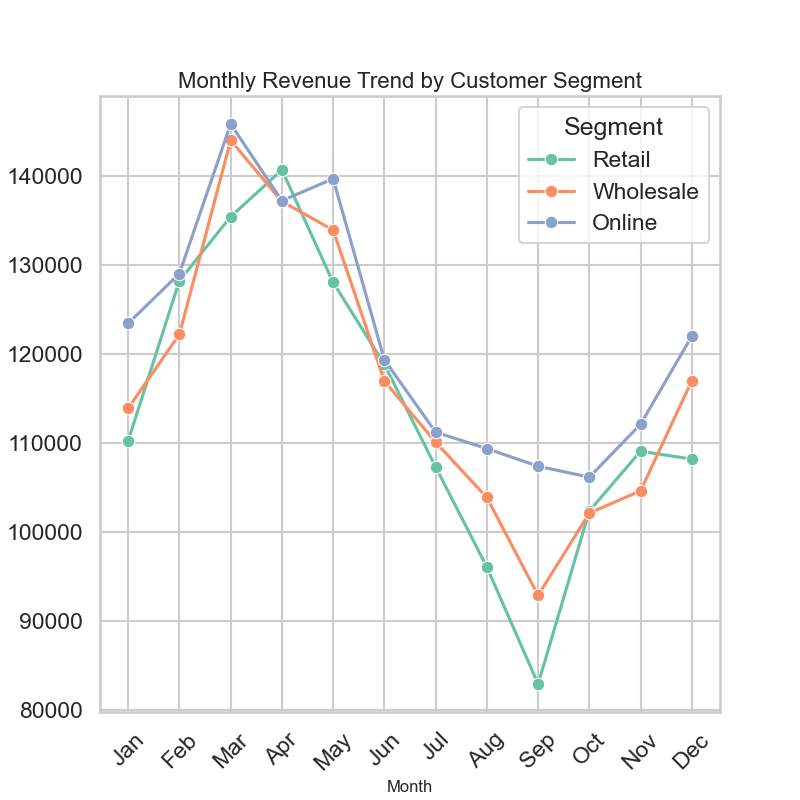 Monthly Revenue Trend by Customer Segment
Segment
Retail
Wholesale
Online
140000
130000
120000
110000
100000
90000
80000
Jan Feb Mar Apr May Jun Jul Aug Sep Oct Nov Dec
Month